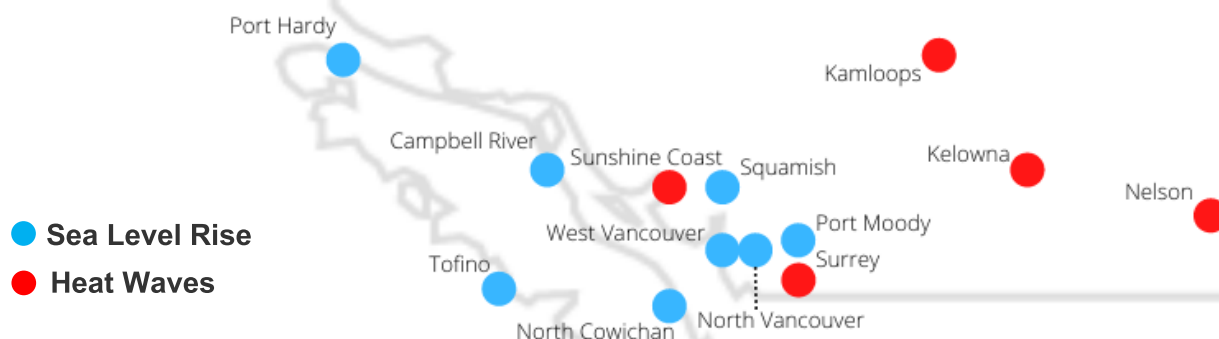 Port Hardy
Kamloops
Campbell River
Sunshine Coast
Kelowna
Squamish
Nelson
Port Moody
Sea Level Rise
West Vancouver
Surrey
Tofino
Heat Waves
North Vancouver
North Cowichan